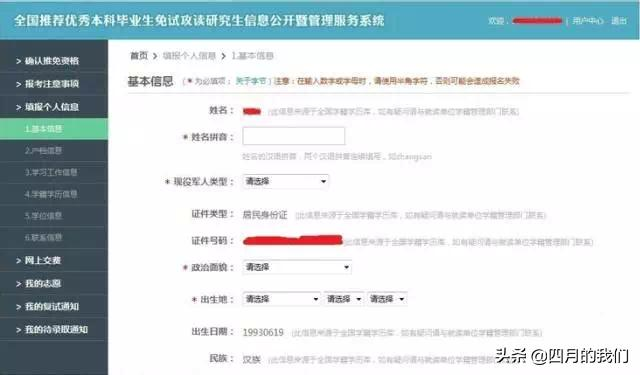 全国推荐优秀本科毕业生免试攻读研究生信息公开暨管理服务系统
欢迎， | 用户中心 退出
> 确认推免资格
> 报考注意事项
> 填报个人信息
1.基本信息
2.户档信息
3.学习工作信息
4.学籍学历信息
5.学位信息
6.联系信息
> 网上交费
> 我的志愿
> 我的复试通知
> 我的待录取通知
首页 > 填报个人信息 > 1.基本信息
基本信息 （* 为必填项； 关于字节）注意：在输入数字或字母时，请使用半角字符，否则可能会造成报名失败
姓名： (此信息来源于全国学籍学历库，如有疑问请与就读单位学籍管理部门联系)
* 姓名拼音：
姓名的汉语拼音，两个汉语拼音连续填写，如zhangsan
* 现役军人类型： 请选择
证件类型： 居民身份证 (此信息来源于全国学籍学历库，如有疑问请与就读单位学籍管理部门联系)
证件号码： (此信息来源于全国学籍学历库，如有疑问请与就读单位学籍管理部门联系)
* 政治面貌： 请选择
* 出生地： 请选择 请选择 请选择
出生日期： 19930619 (此信息来源于全国学籍学历库，如有疑问请与就读单位学籍管理部门联系)
民族： 汉族 (此信息来源于全国学籍学历库，如有疑问请与
头条 @四月的我们